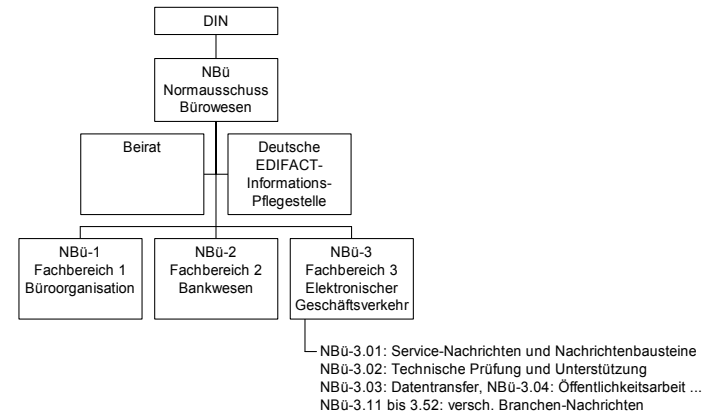 DIN
NBü
Normausschuss
Bürowesen
Beirat
Deutsche
EDIFACT-
Informations-
Pflegestelle
NBü-1
Fachbereich 1
Büroorganisation
NBü-2
Fachbereich 2
Bankwesen
NBü-3
Fachbereich 3
Elektronischer
Geschäftsverkehr
NBü-3.01: Service-Nachrichten und Nachrichtenbausteine
NBü-3.02: Technische Prüfung und Unterstützung
NBü-3.03: Datentransfer, NBü-3.04: Öffentlichkeitsarbeit ...
NBü-3.11 bis 3.52: versch. Branchen-Nachrichten